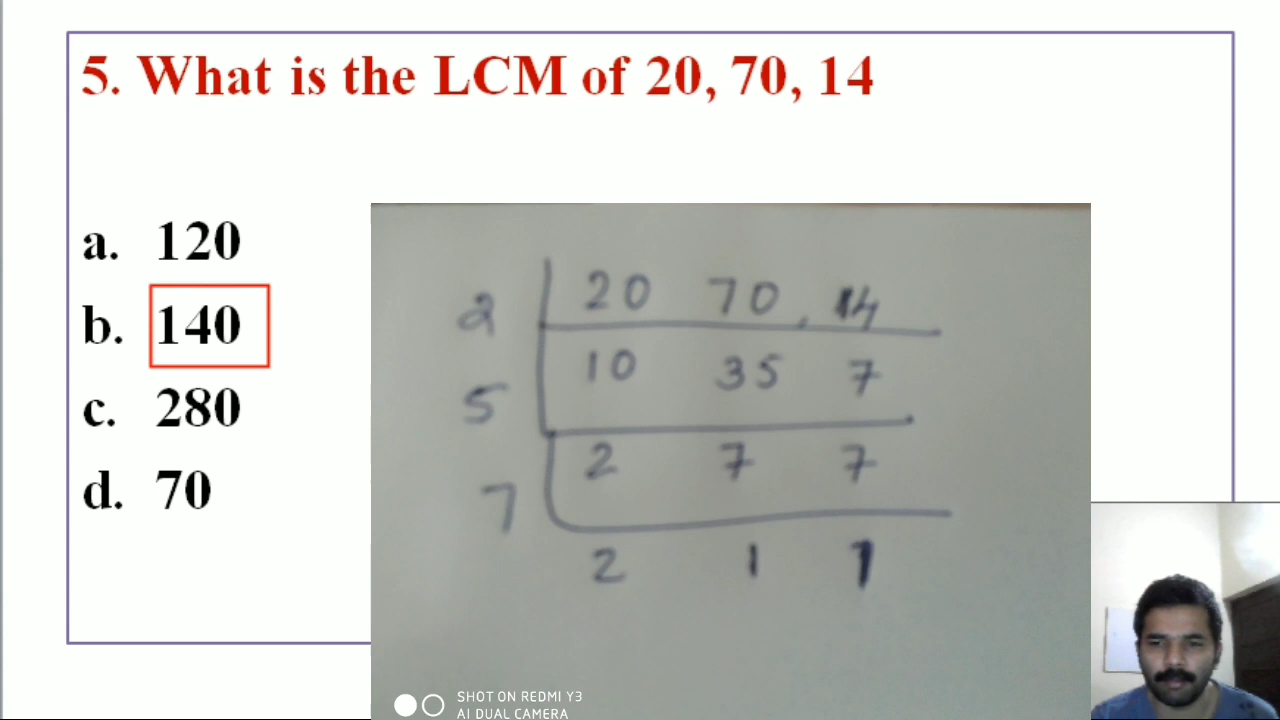 5. What is the LCM of 20, 70, 14
a. 120
b. 140
c. 280
d. 70
2 20 70, 14
5 10 35 7
7 2 7 7
2 1 1
SHOT ON REDMI Y3
AI DUAL CAMERA